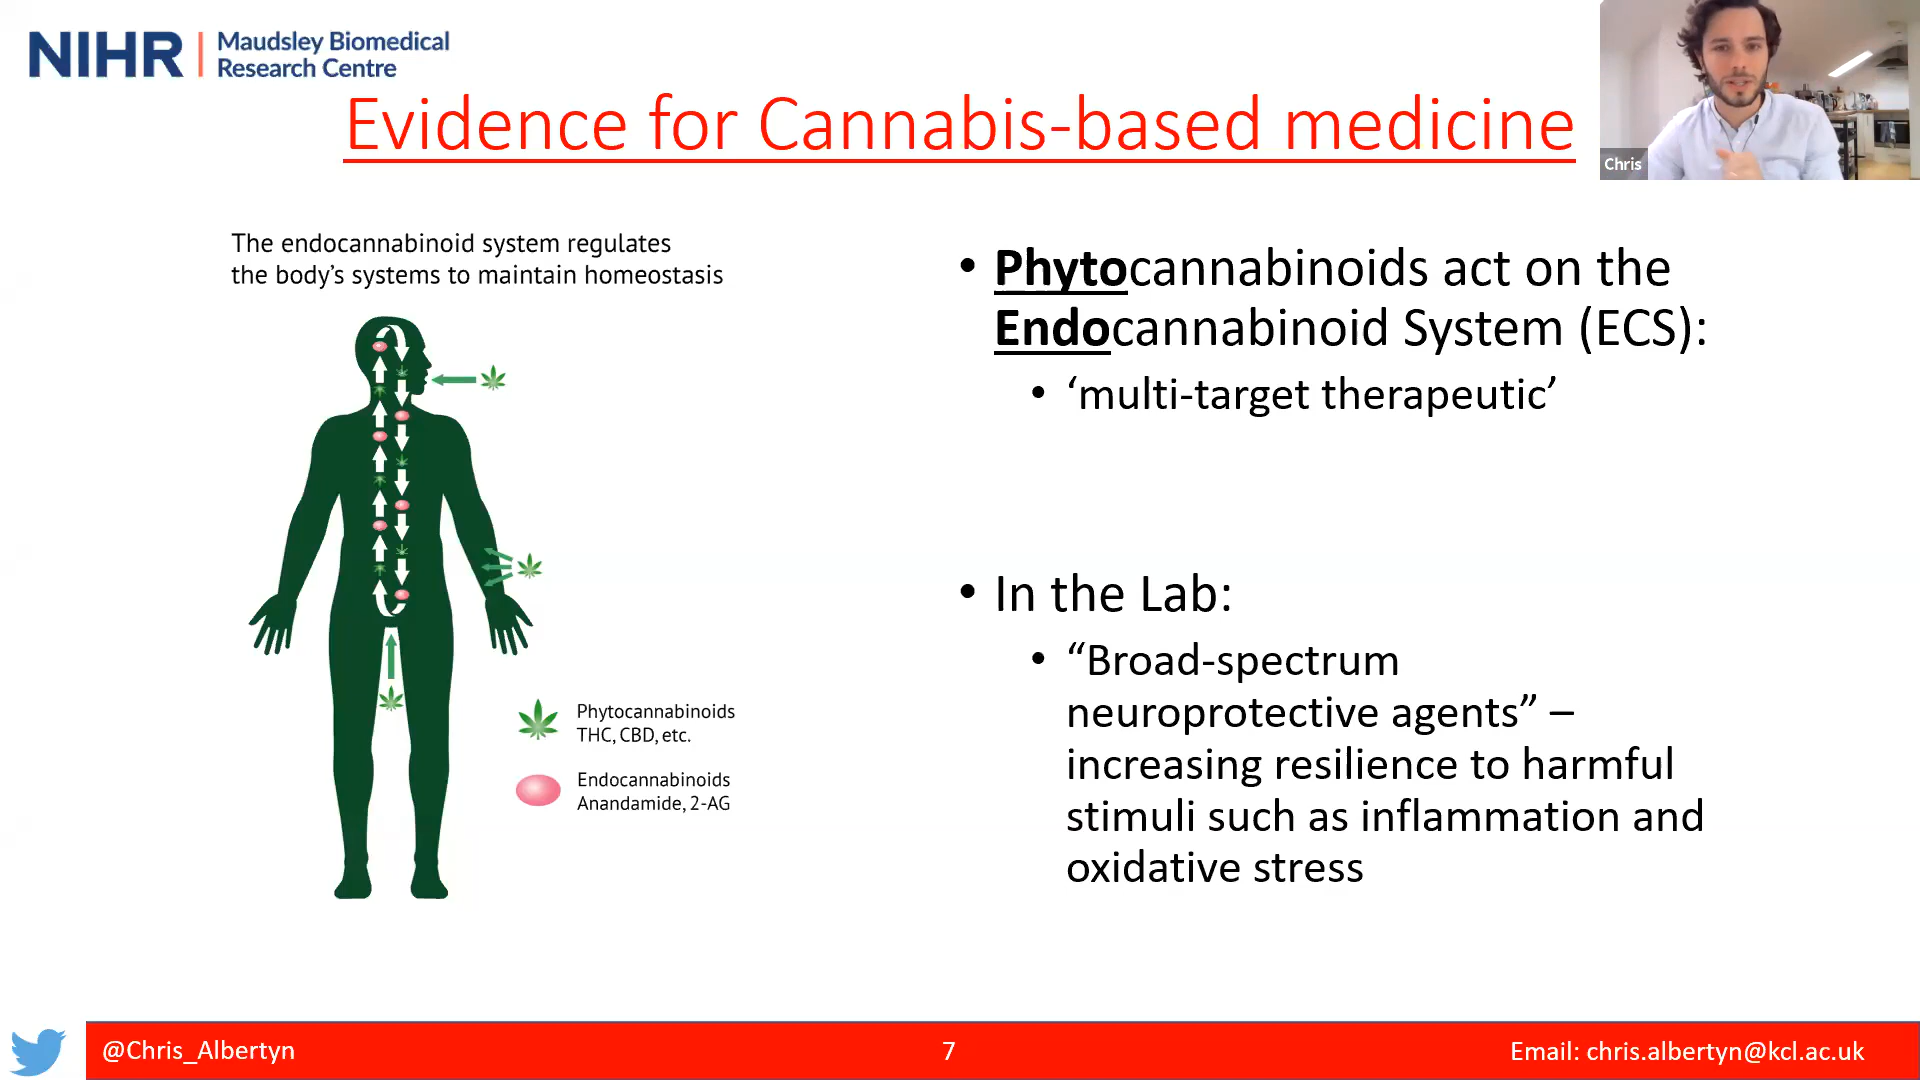 NIHR | Maudsley Biomedical
Research Centre
Evidence for Cannabis-based medicine
Chris
The endocannabinoid system regulates
the body’s systems to maintain homeostasis
Phytocannabinoids
THC, CBD, etc.
Endocannabinoids
Anandamide, 2-AG
• Phytocannabinoids act on the
Endocannabinoid System (ECS):
• ‘multi-target therapeutic’
• In the Lab:
• “Broad-spectrum
neuroprotective agents” –
increasing resilience to harmful
stimuli such as inflammation and
oxidative stress
@Chris_Albertyn
7
Email: chris.albertyn@kcl.ac.uk